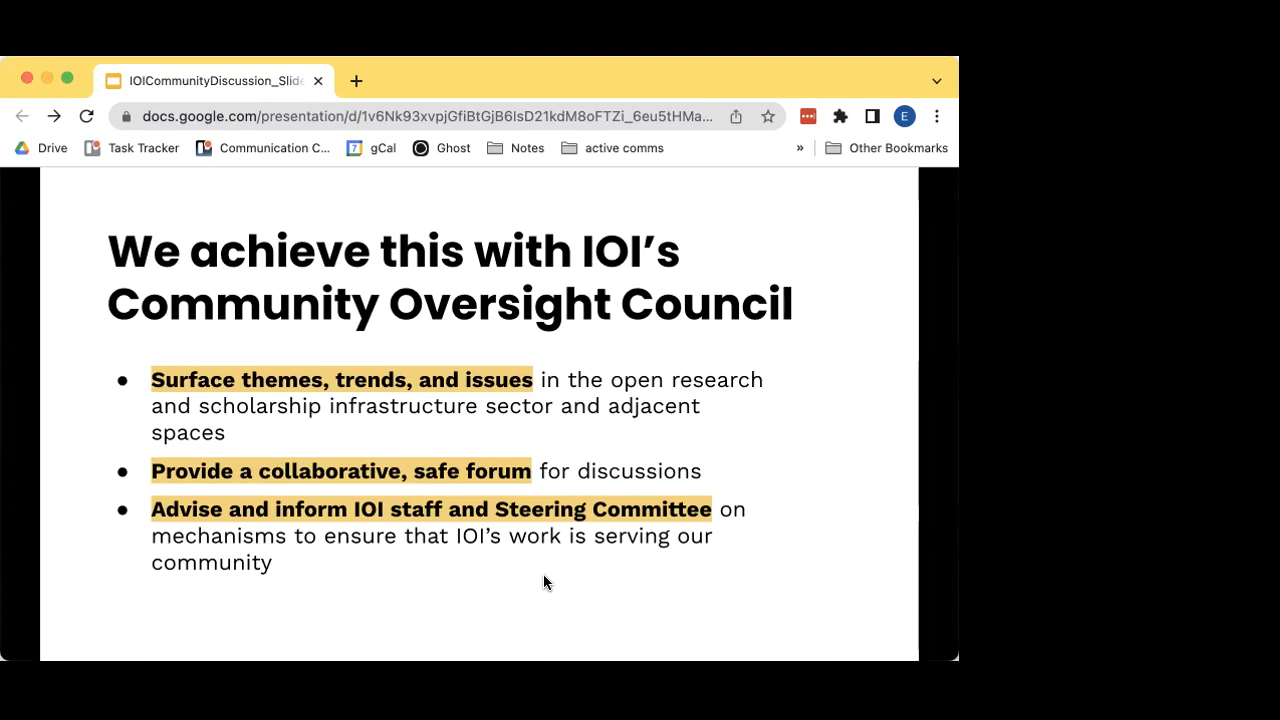 IOICommunityDiscussion_Slide
docs.google.com/presentation/d/1v6Nk93xvpjGfiBtGjB6lsD21kdM8oFTZi_6eu5tHMa...
E
Drive
Task Tracker
Communication C...
7
gCal
Ghost
Notes
active comms
»
Other Bookmarks
We achieve this with IOI’s
Community Oversight Council
● Surface themes, trends, and issues in the open research
and scholarship infrastructure sector and adjacent
spaces
● Provide a collaborative, safe forum for discussions
● Advise and inform IOI staff and Steering Committee on
mechanisms to ensure that IOI’s work is serving our
community